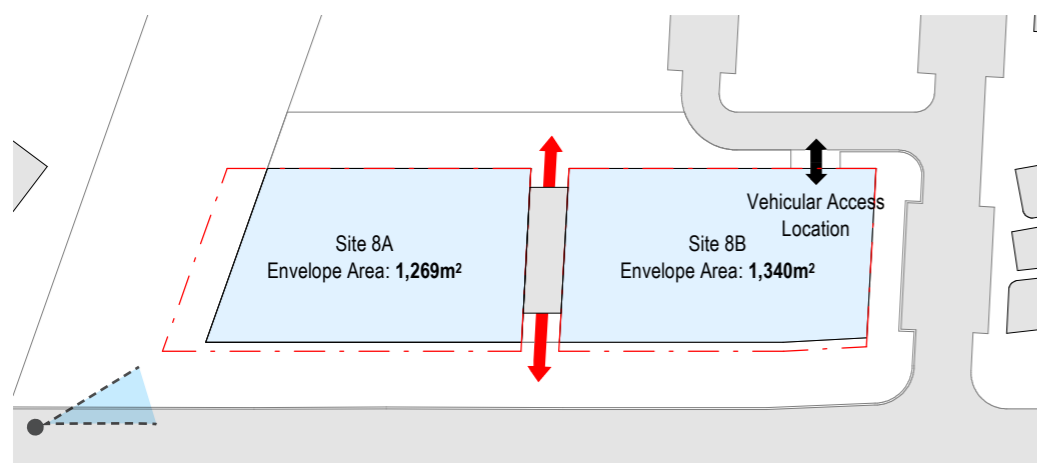 Vehicular Access
Location
Site 8A
Envelope Area: 1,269m²
Site 8B
Envelope Area: 1,340m²